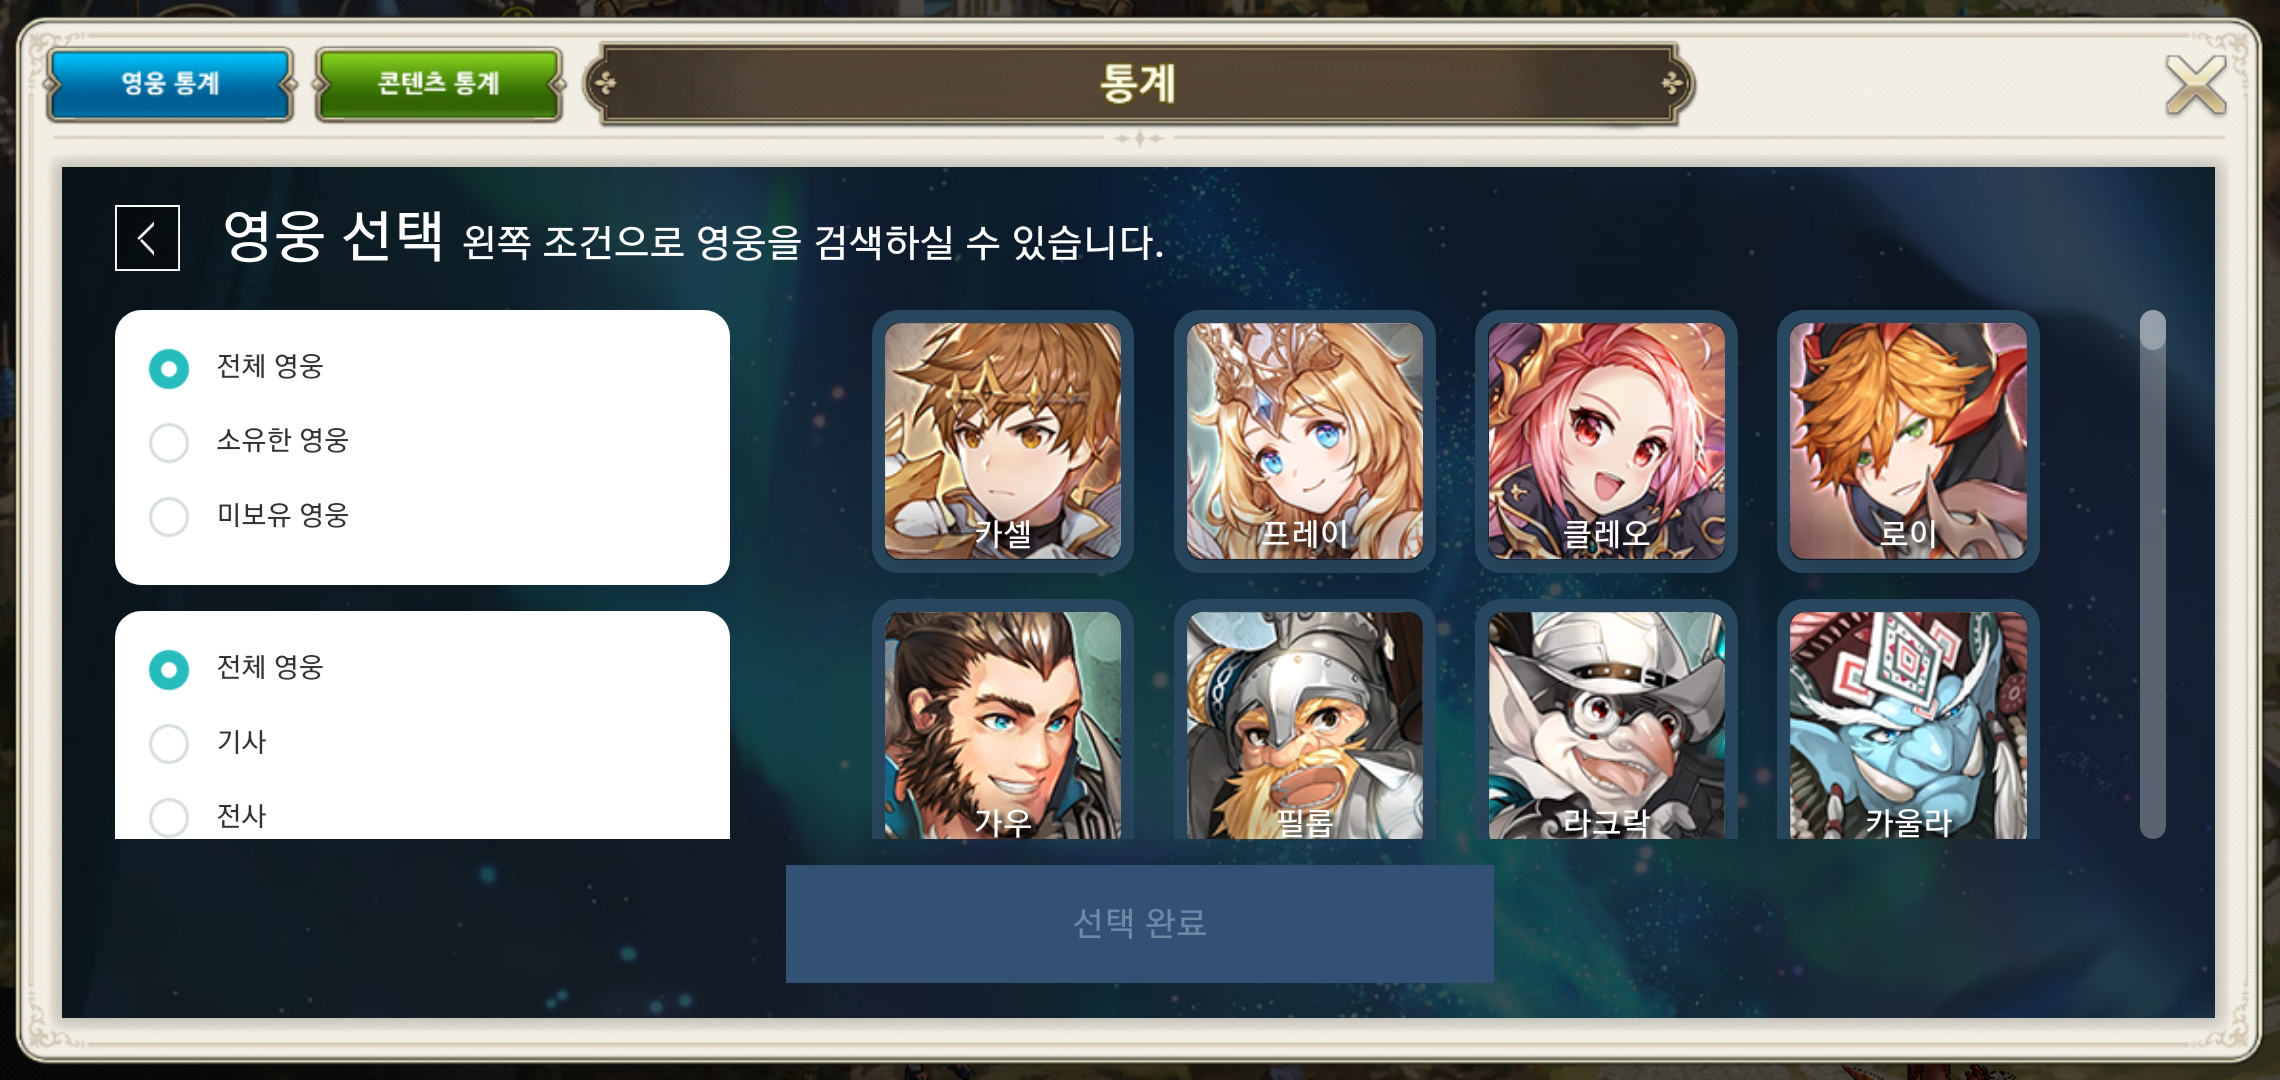 영웅 통계
콘텐츠 통계
통계
영웅 선택 왼쪽 조건으로 영웅을 검색하실 수 있습니다.
전체 영웅
소유한 영웅
미보유 영웅
전체 영웅
기사
전사
카셀
프레이
클레오
로이
가우
필롭
라크락
카울라
선택 완료